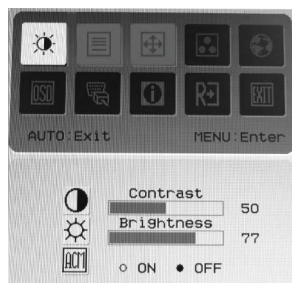 OSD i R EXIT
AUTO:Exit MENU:Enter
Contrast
50
Brightness
77
ACM ○ ON ● OFF